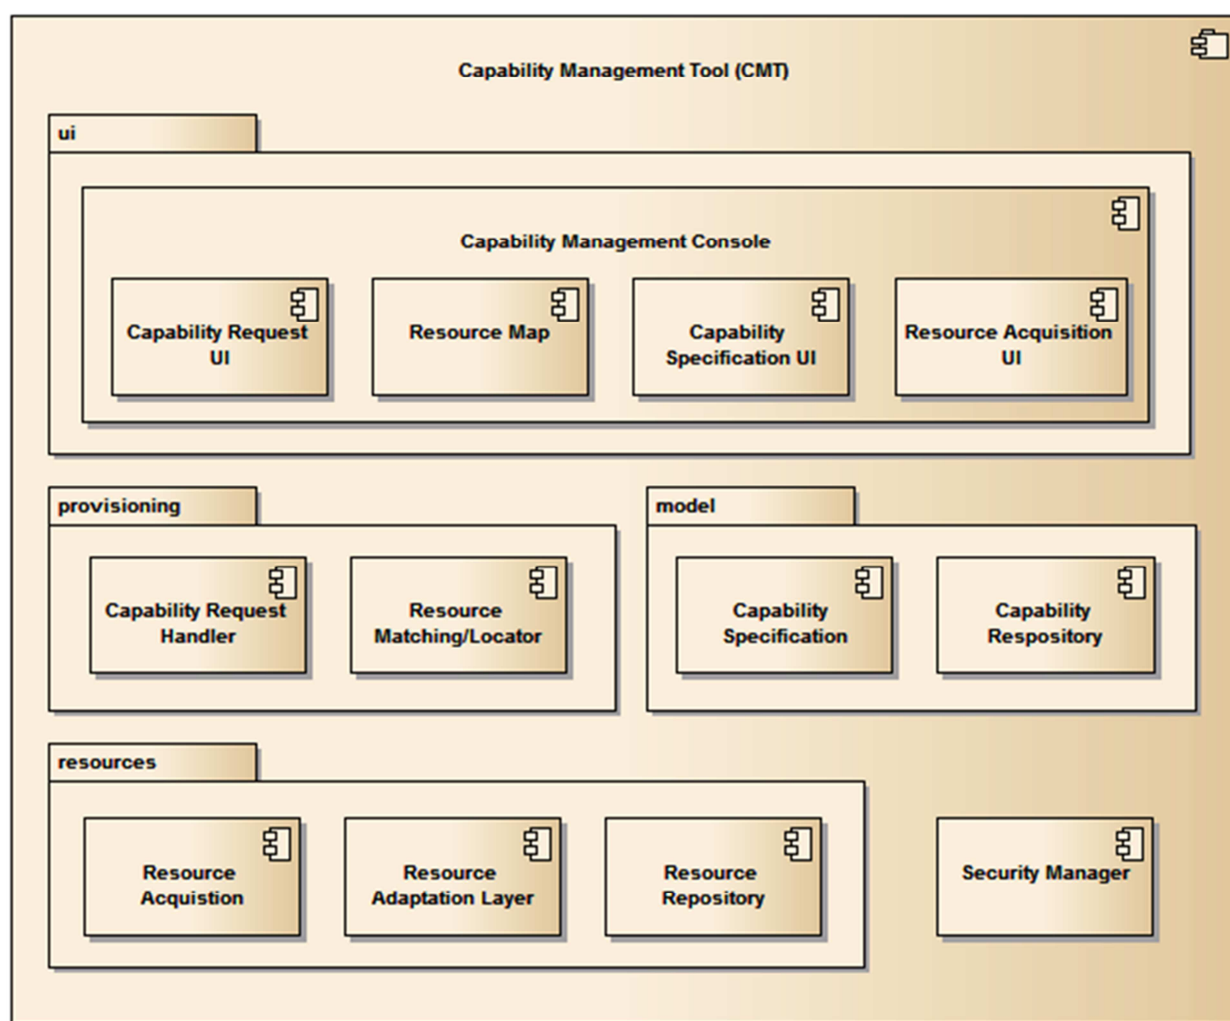 Capability Management Tool (CMT)
ui
Capability Management Console
Capability Request
UI
Resource Map
Capability
Specification UI
Resource Acquisition
UI
provisioning
Capability Request
Handler
Resource
Matching/Locator
model
Capability
Specification
Capability
Respository
resources
Resource
Acquistion
Resource
Adaptation Layer
Resource
Repository
Security Manager